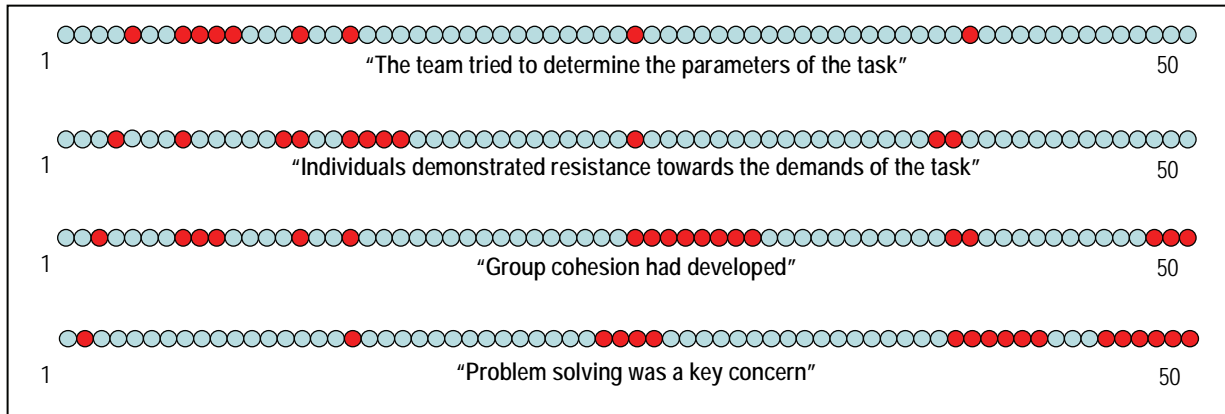 1 “The team tried to determine the parameters of the task” 50
1 “Individuals demonstrated resistance towards the demands of the task” 50
1 “Group cohesion had developed” 50
1 “Problem solving was a key concern” 50